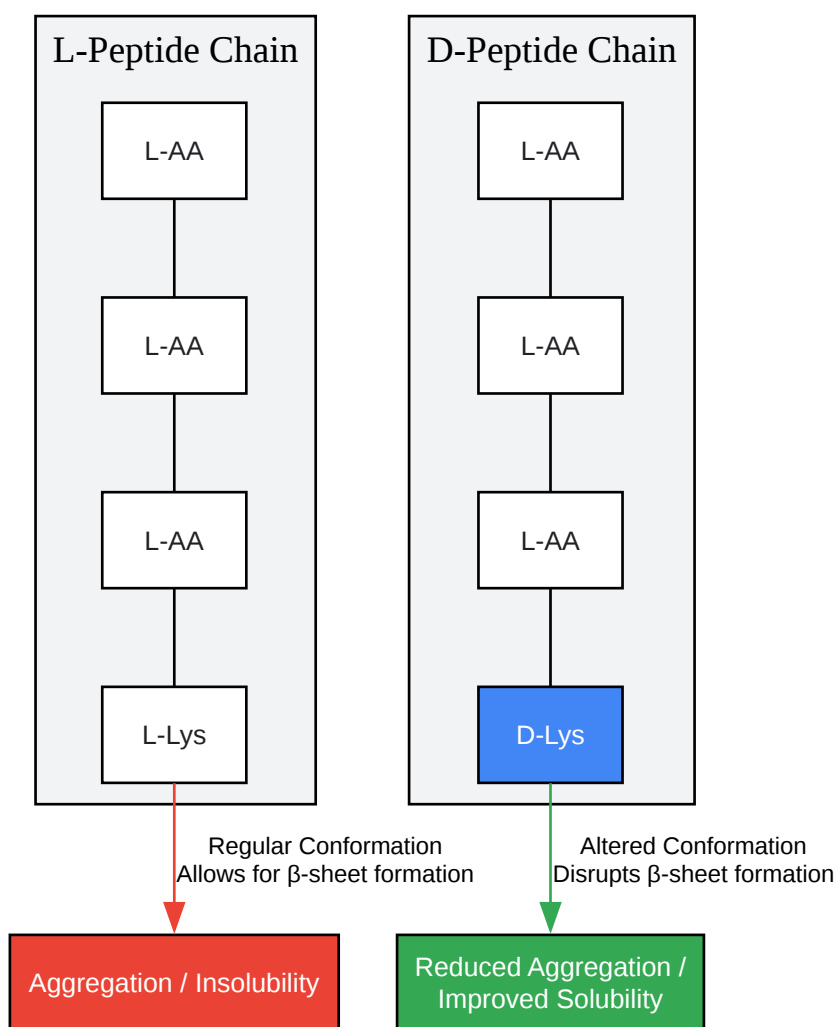 L-Peptide Chain
L-AA
L-AA
L-AA
L-Lys
Regular Conformation
Allows for β-sheet formation
Aggregation / Insolubility
D-Peptide Chain
L-AA
L-AA
L-AA
D-Lys
Altered Conformation
Disrupts β-sheet formation
Reduced Aggregation /
Improved Solubility